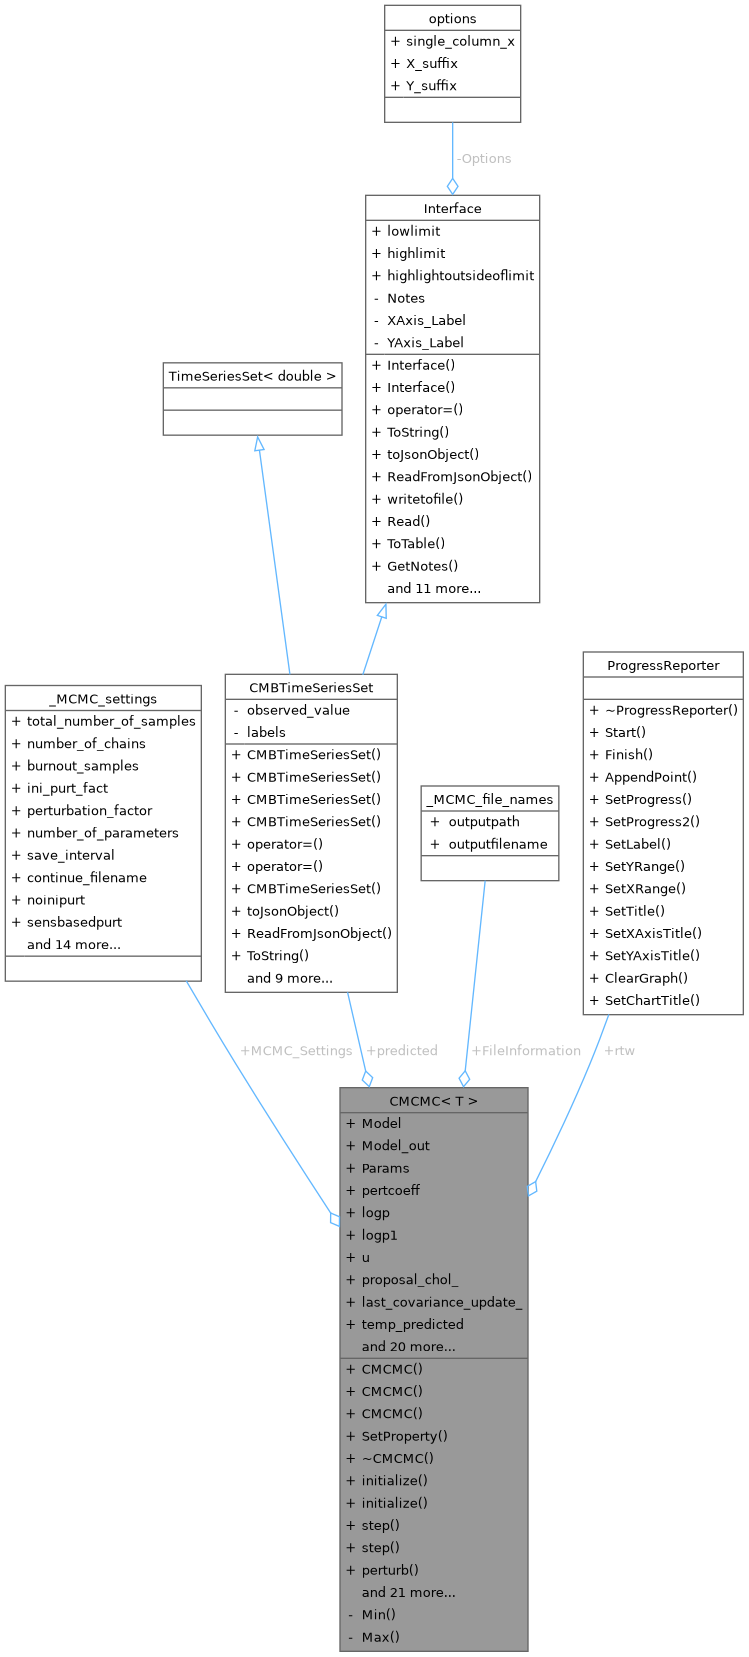 options
+ single_column_x
+ X_suffix
+ Y_suffix
-Options
Interface
+ lowlimit
+ highlimit
+ highlightoutsideoflimit
- Notes
- XAxis_Label
- YAxis_Label
+ Interface()
+ Interface()
+ operator=()
+ ToString()
+ toJsonObject()
+ ReadFromJsonObject()
+ writetofile()
+ Read()
+ ToTable()
+ GetNotes()
and 11 more...
TimeSeriesSet< double >
_MCMC_settings
+ total_number_of_samples
+ number_of_chains
+ burnout_samples
+ ini_purt_fact
+ perturbation_factor
+ number_of_parameters
+ save_interval
+ continue_filename
+ noinipurt
+ sensbasedpurt
and 14 more...
CMBTimeSeriesSet
- observed_value
- labels
+ CMBTimeSeriesSet()
+ CMBTimeSeriesSet()
+ CMBTimeSeriesSet()
+ CMBTimeSeriesSet()
+ operator=()
+ operator=()
+ CMBTimeSeriesSet()
+ toJsonObject()
+ ReadFromJsonObject()
+ ToString()
and 9 more...
_MCMC_file_names
+ outputpath
+ outputfilename
ProgressReporter
+ ~ProgressReporter()
+ Start()
+ Finish()
+ AppendPoint()
+ SetProgress()
+ SetProgress2()
+ SetLabel()
+ SetYRange()
+ SetXRange()
+ SetTitle()
+ SetXAxisTitle()
+ SetYAxisTitle()
+ ClearGraph()
+ SetChartTitle()
+MCMC_Settings
+predicted
+FileInformation
+rtw
CMCMC< T >
+ Model
+ Model_out
+ Params
+ pertcoeff
+ logp
+ logp1
+ u
+ proposal_chol_
+ last_covariance_update_
+ temp_predicted
and 20 more...
+ CMCMC()
+ CMCMC()
+ CMCMC()
+ SetProperty()
+ ~CMCMC()
+ initialize()
+ initialize()
+ step()
+ step()
+ perturb()
and 21 more...
- Min()
- Max()